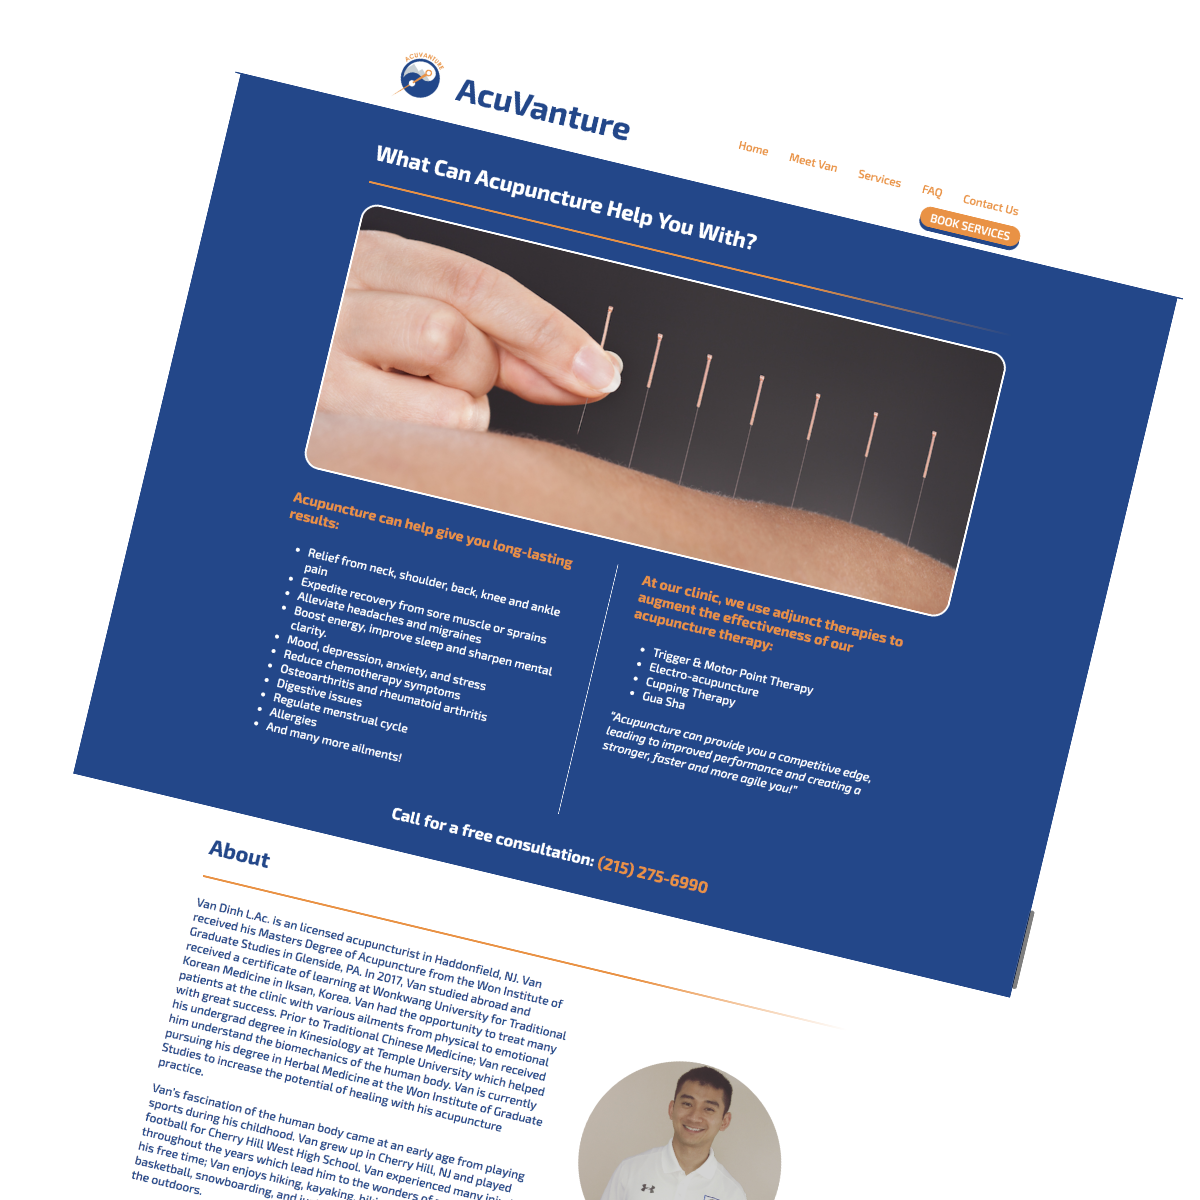 ACUVANTURE
AcuVanture
Home
Meet Van
Services
FAQ
Contact Us
BOOK SERVICES
What Can Acupuncture Help You With?
Acupuncture can help give you long-lasting
results:
• Relief from neck, shoulder, back, knee and ankle
pain
• Expedite recovery from sore muscle or sprains
• Alleviate headaches and migraines
• Boost energy, improve sleep and sharpen mental
clarity.
• Mood, depression, anxiety, and stress
• Reduce chemotherapy symptoms
• Osteoarthritis and rheumatoid arthritis
• Digestive issues
• Regulate menstrual cycle
• Allergies
• And many more ailments!
At our clinic, we use adjunct therapies to
augment the effectiveness of our
acupuncture therapy:
• Trigger & Motor Point Therapy
• Electro-acupuncture
• Cupping Therapy
• Gua Sha
"Acupuncture can provide you a competitive edge,
leading to improved performance and creating a
stronger, faster and more agile you!"
Call for a free consultation: (215) 275-6990
About
Van Dinh L.Ac. is an licensed acupuncturist in Haddonfield, NJ. Van
received his Masters Degree of Acupuncture from the Won Institute of
Graduate Studies in Glenside, PA. In 2017, Van studied abroad and
received a certificate of learning at Wonkwang University for Traditional
Korean Medicine in Iksan, Korea. Van had the opportunity to treat many
patients at the clinic with various ailments from physical to emotional
with great success. Prior to Traditional Chinese Medicine; Van received
his undergrad degree in Kinesiology at Temple University which helped
him understand the biomechanics of the human body. Van is currently
pursuing his degree in Herbal Medicine at the Won Institute of Graduate
Studies to increase the potential of healing with his acupuncture
practice.
Van's fascination of the human body came at an early age from playing
sports during his childhood. Van grew up in Cherry Hill, NJ and played
football for Cherry Hill West High School. Van experienced many
throughout the years which lead him to the wonders of
his free time; Van enjoys hiking, kayaking,
basketball, snowboarding, and
the outdoors.